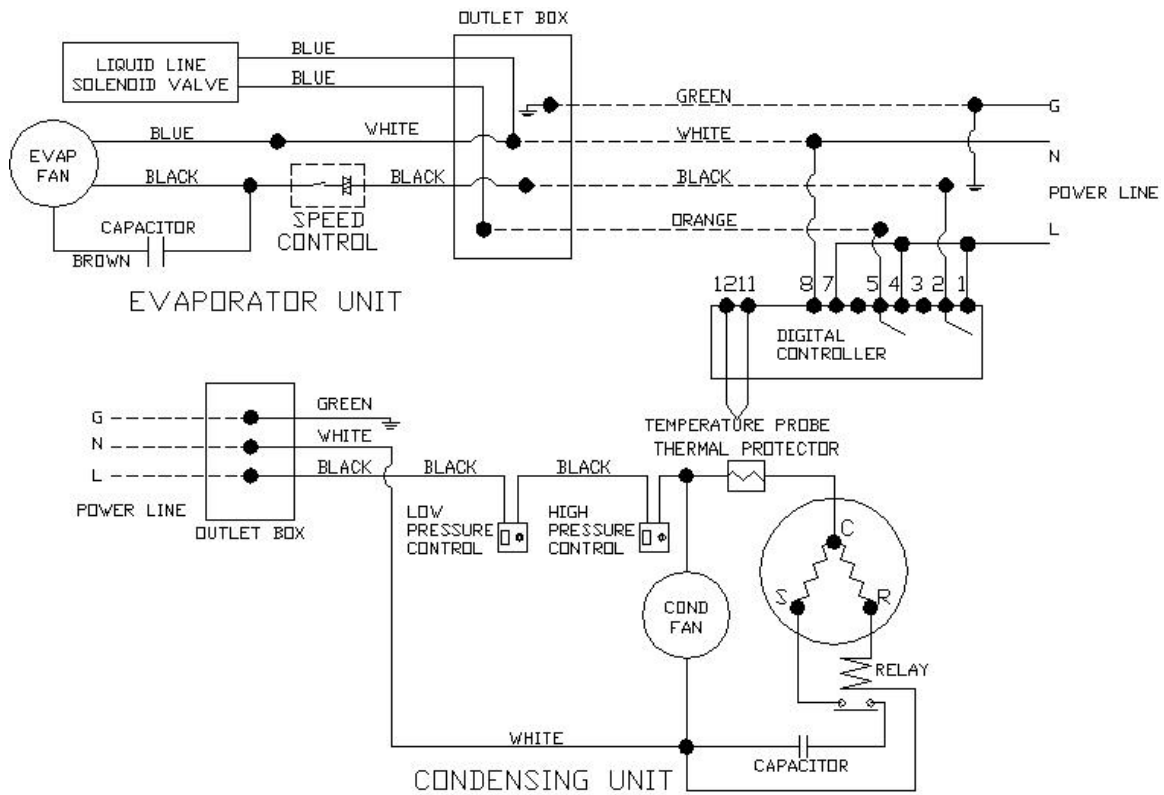 OUTLET BOX
BLUE
LIQUID LINE
SOLENOID VALVE
BLUE
GREEN
G
BLUE
WHITE
WHITE
N
EVAP
FAN
BLACK
BLACK
BLACK
POWER LINE
CAPACITOR
SPEED
CONTROL
ORANGE
L
BROWN
EVAPORATOR UNIT
12 11 8 7 5 4 3 2 1
DIGITAL
CONTROLLER
G
GREEN
N
WHITE
TEMPERATURE PROBE
THERMAL PROTECTOR
L
BLACK
BLACK
BLACK
POWER LINE
OUTLET BOX
LOW
PRESSURE
CONTROL
HIGH
PRESSURE
CONTROL
C
S
R
COND
FAN
RELAY
WHITE
CAPACITOR
CONDENSING UNIT